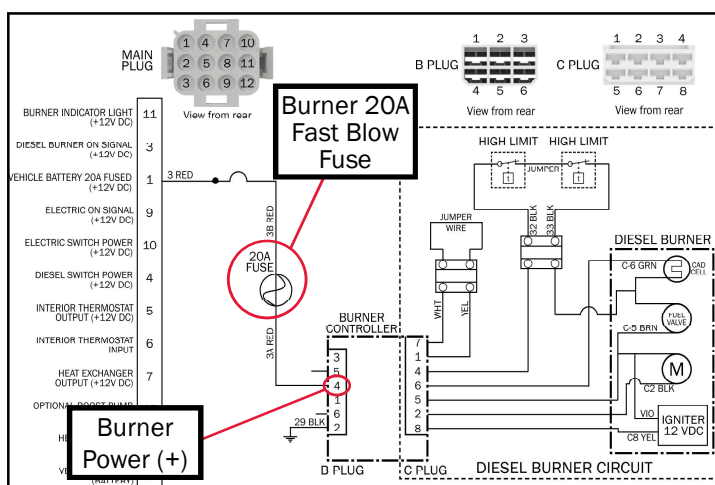 MAIN PLUG
1 4 7 10
2 5 8 11
3 6 9 12
View from rear
B PLUG
1 2 3
4 5 6
View from rear
C PLUG
1 2 3 4
5 6 7 8
View from rear
Burner 20A
Fast Blow
Fuse
BURNER INDICATOR LIGHT
(+12V DC)
11
DIESEL BURNER ON SIGNAL
(+12 DC)
3
VEHICLE BATTERY 20A FUSED
(+12V DC)
1
3 RED
ELECTRIC ON SIGNAL
(+12V DC)
9
ELECTRIC SWITCH POWER
(+12V DC)
10
DIESEL SWITCH POWER
(+12V DC)
4
INTERIOR THERMOSTAT
OUTPUT (+12V DC)
5
INTERIOR THERMOSTAT
INPUT
6
HEAT EXCHANGER
OUTPUT (+12V DC)
7
(BATTERY)
Burner
Power (+)
3B RED
20A
FUSE
3A RED
29 BLK
BURNER
CONTROLLER
3
5
4
1
6
2
B PLUG
7
1
4
6
5
2
8
C PLUG
HIGH LIMIT
HIGH LIMIT
t
JUMPER
t
32 BLK
33 BLK
JUMPER
WIRE
WHT
YEL
DIESEL BURNER
C-6 GRN
CAD
CELL
FUEL
VALVE
C-5 BRN
M
C2 BLK
VIO
IGNITER
12 VDC
C8 YEL
DIESEL BURNER CIRCUIT